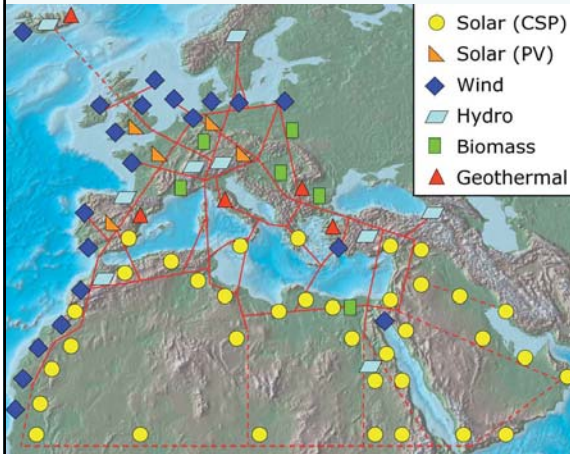 Solar (CSP)
Solar (PV)
Wind
Hydro
Biomass
Geothermal